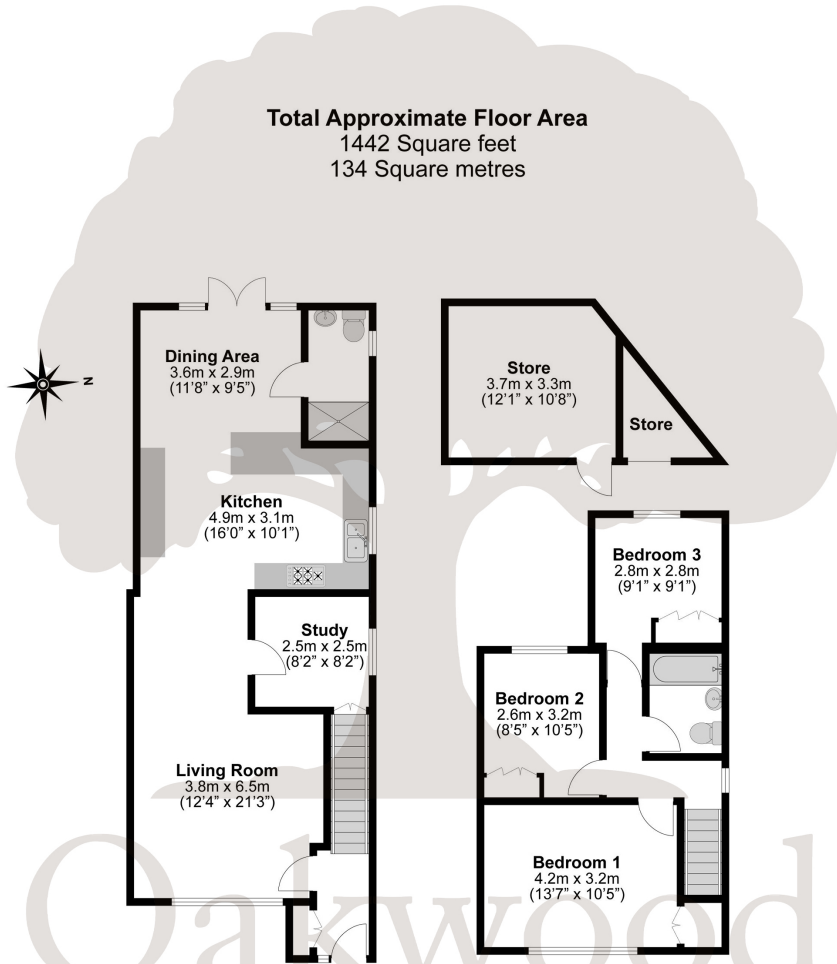 Total Approximate Floor Area
1442 Square feet
134 Square metres
Dining Area
3.6m x 2.9m
(11'8" x 9'5")
Store
3.7m x 3.3m
(12'1" x 10'8")
Store
N
Kitchen
4.9m x 3.1m
(16'0" x 10'1")
Bedroom 3
2.8m x 2.8m
(9'1" x 9'1")
Study
2.5m x 2.5m
(8'2" x 8'2")
Bedroom 2
2.6m x 3.2m
(8'5" x 10'5")
Living Room
3.8m x 6.5m
(12'4" x 21'3")
Bedroom 1
4.2m x 3.2m
(13'7" x 10'5")
Oakwood